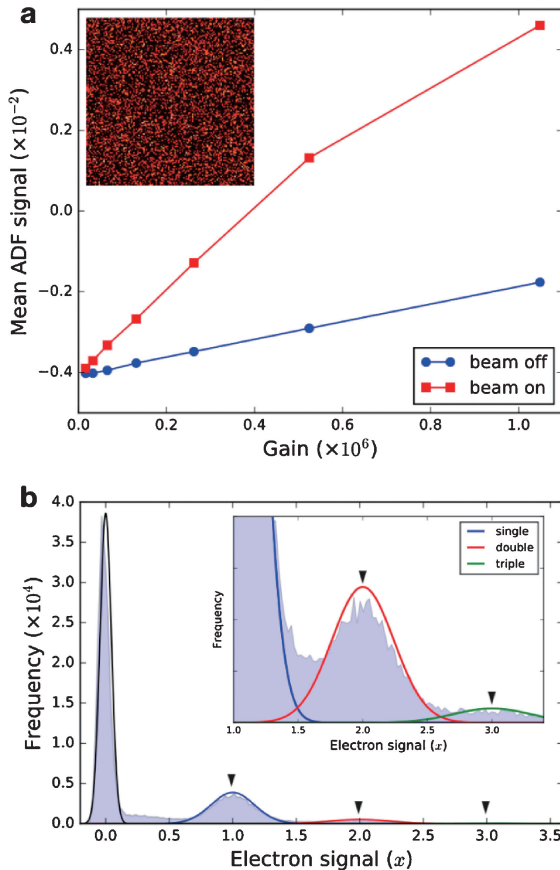 a
0.4
0.2
0.0
−0.2
−0.4
Mean ADF signal (×10⁻²)
beam off
beam on
0.0 0.2 0.4 0.6 0.8 1.0
Gain (×10⁶)
b
4.0
3.5
3.0
2.5
2.0
1.5
1.0
0.5
0.0
Frequency (×10⁴)
single
double
triple
Frequency
1.0 1.5 2.0 2.5 3.0
Electron signal (x)
0.0 0.5 1.0 1.5 2.0 2.5 3.0 3.5
Electron signal (x)